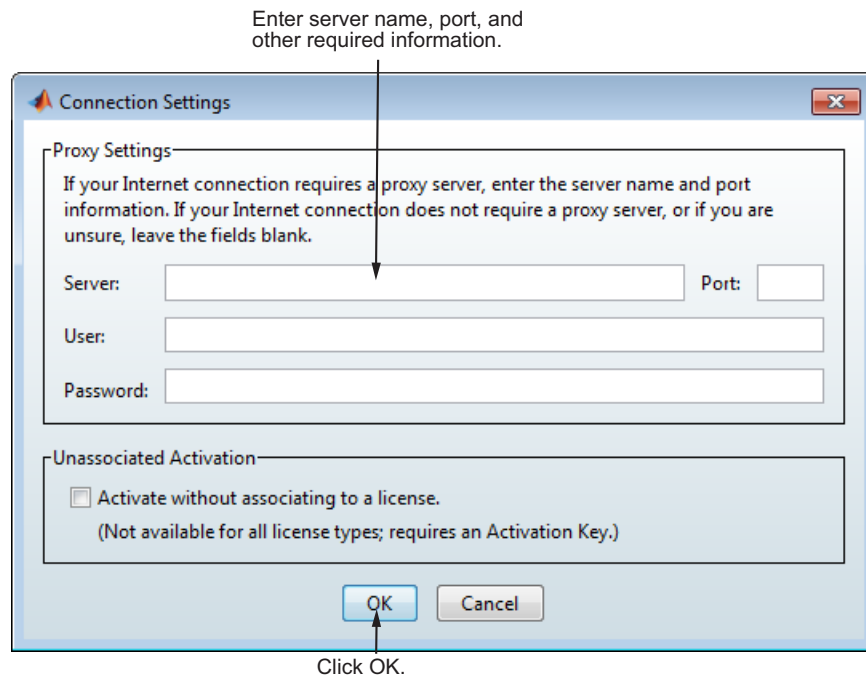 Enter server name, port, and
other required information.
Connection Settings
Proxy Settings
If your Internet connection requires a proxy server, enter the server name and port
information. If your Internet connection does not require a proxy server, or if you are
unsure, leave the fields blank.
Server: Port:
User:
Password:
Unassociated Activation
Activate without associating to a license.
(Not available for all license types; requires an Activation Key.)
OK Cancel
Click OK.